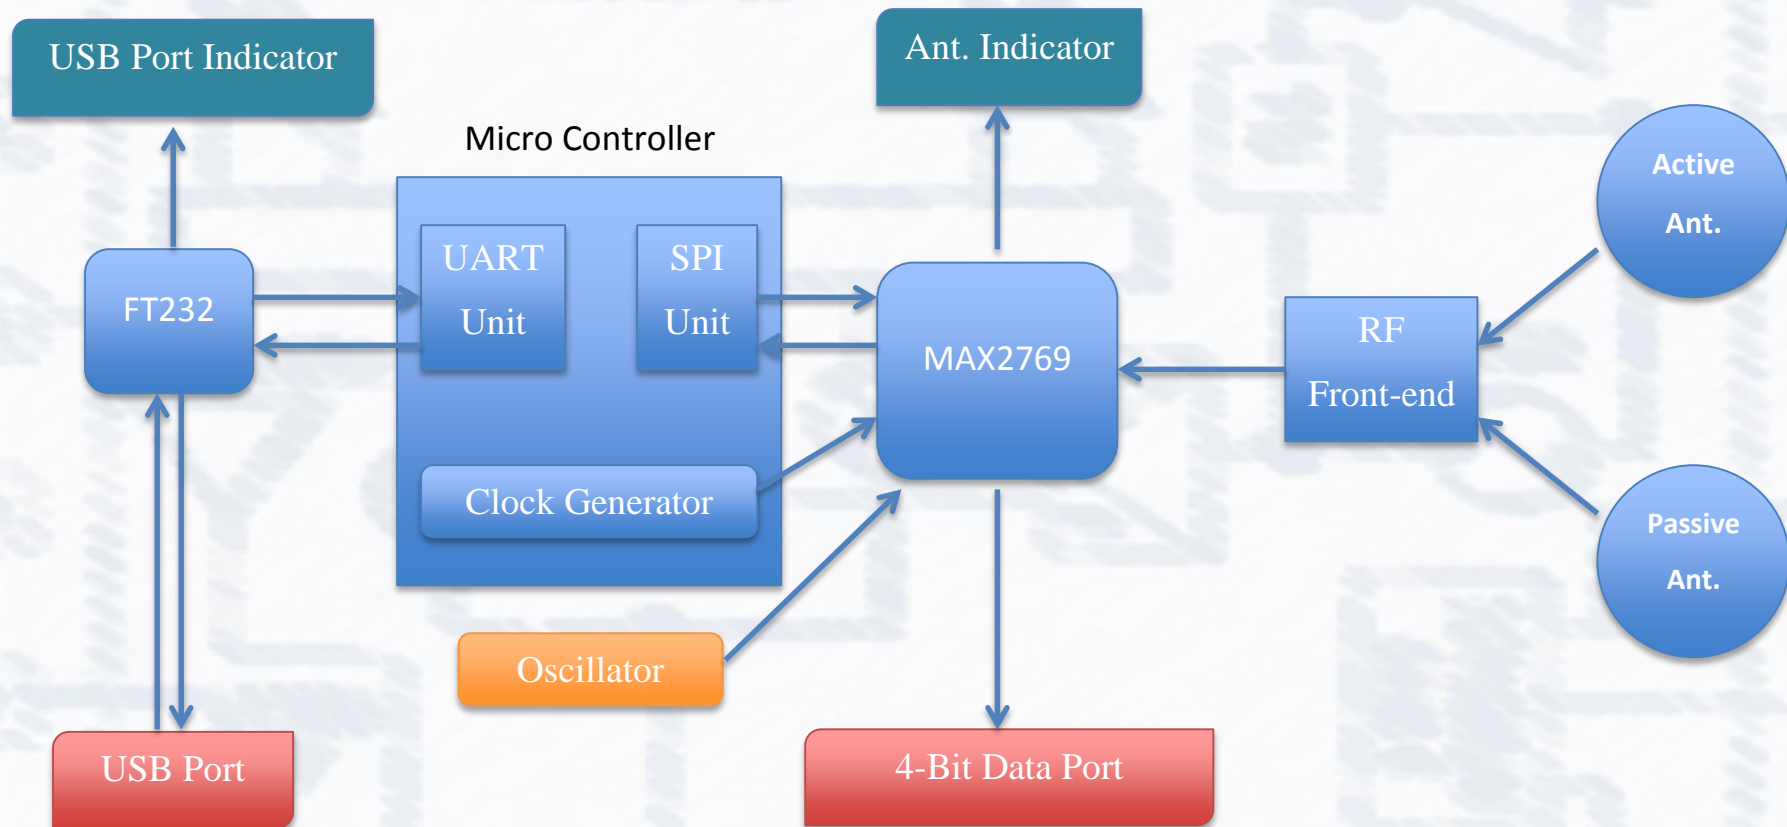 USB Port Indicator
Ant. Indicator
Micro Controller
Active
Ant.
UART
Unit
SPI
Unit
FT232
MAX2769
RF
Front-end
Clock Generator
Passive
Ant.
Oscillator
USB Port
4-Bit Data Port